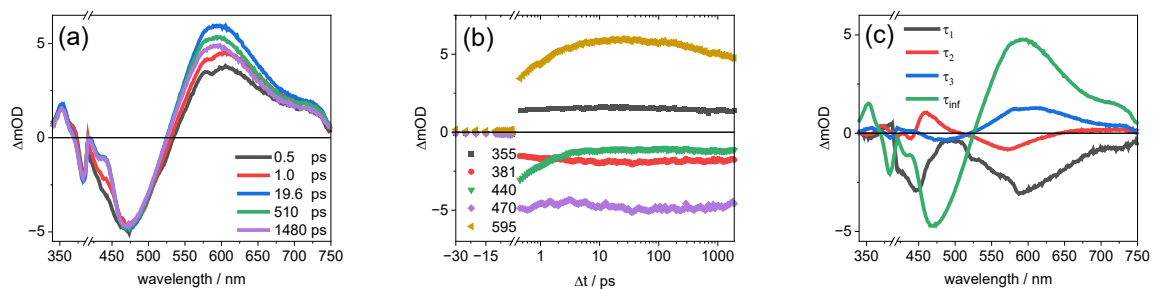 (a)
5
0
−5
ΔmOD
0.5 ps
1.0 ps
19.6 ps
510 ps
1480 ps
350 450 500 550 600 650 700 750
wavelength / nm
(b)
5
0
−5
ΔmOD
355
381
440
470
595
−30 −15 1 10 100 1000
Δt / ps
(c)
5
0
−5
ΔmOD
τ1
τ2
τ3
τinf
350 450 500 550 600 650 700 750
wavelength / nm